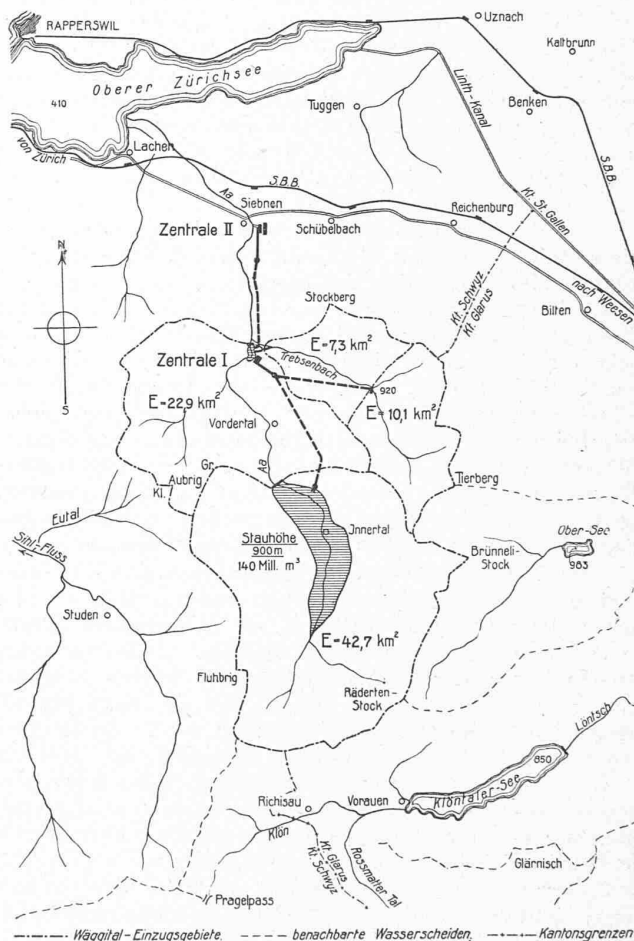 RAPPERSWIL
Uznach
Kaltbrunn
Oberer Zürichsee
410
Linth-Kanal
Tuggen
Benken
von Zürich
Lachen
S.B.B.
S.B.B.
Aa
Siebnen
Kt. St. Gallen
Reichenburg
Zentrale II
Schübelbach
nach Weesen
N
Stockberg
Kt. Schwyz
Kt. Glarus
Bilten
E=7,3 km²
Zentrale I
Trebsenbach
S
920
E=22,9 km²
E=10,1 km²
Vordertal
Aa
Gr.
Aubrig
Kl.
Tierberg
Eutal
Sihl-Fluss
Innertal
Ober-See
Stauhöhe
900 m
140 Mill. m³
Brünneli-
Stock
983
Studen
E=42,7 km²
Fluhbrig
Räderten-
Stock
Löntsch
850
Klöntaler-See
Richisau
Vorauen
Klön
Kt. Glarus
Kt. Schwyz
Rossmatter Tal
Glärnisch
Pragelpass
Wäggital-Einzugsgebiete,
benachbarte Wasserscheiden,
Kantonsgrenzen